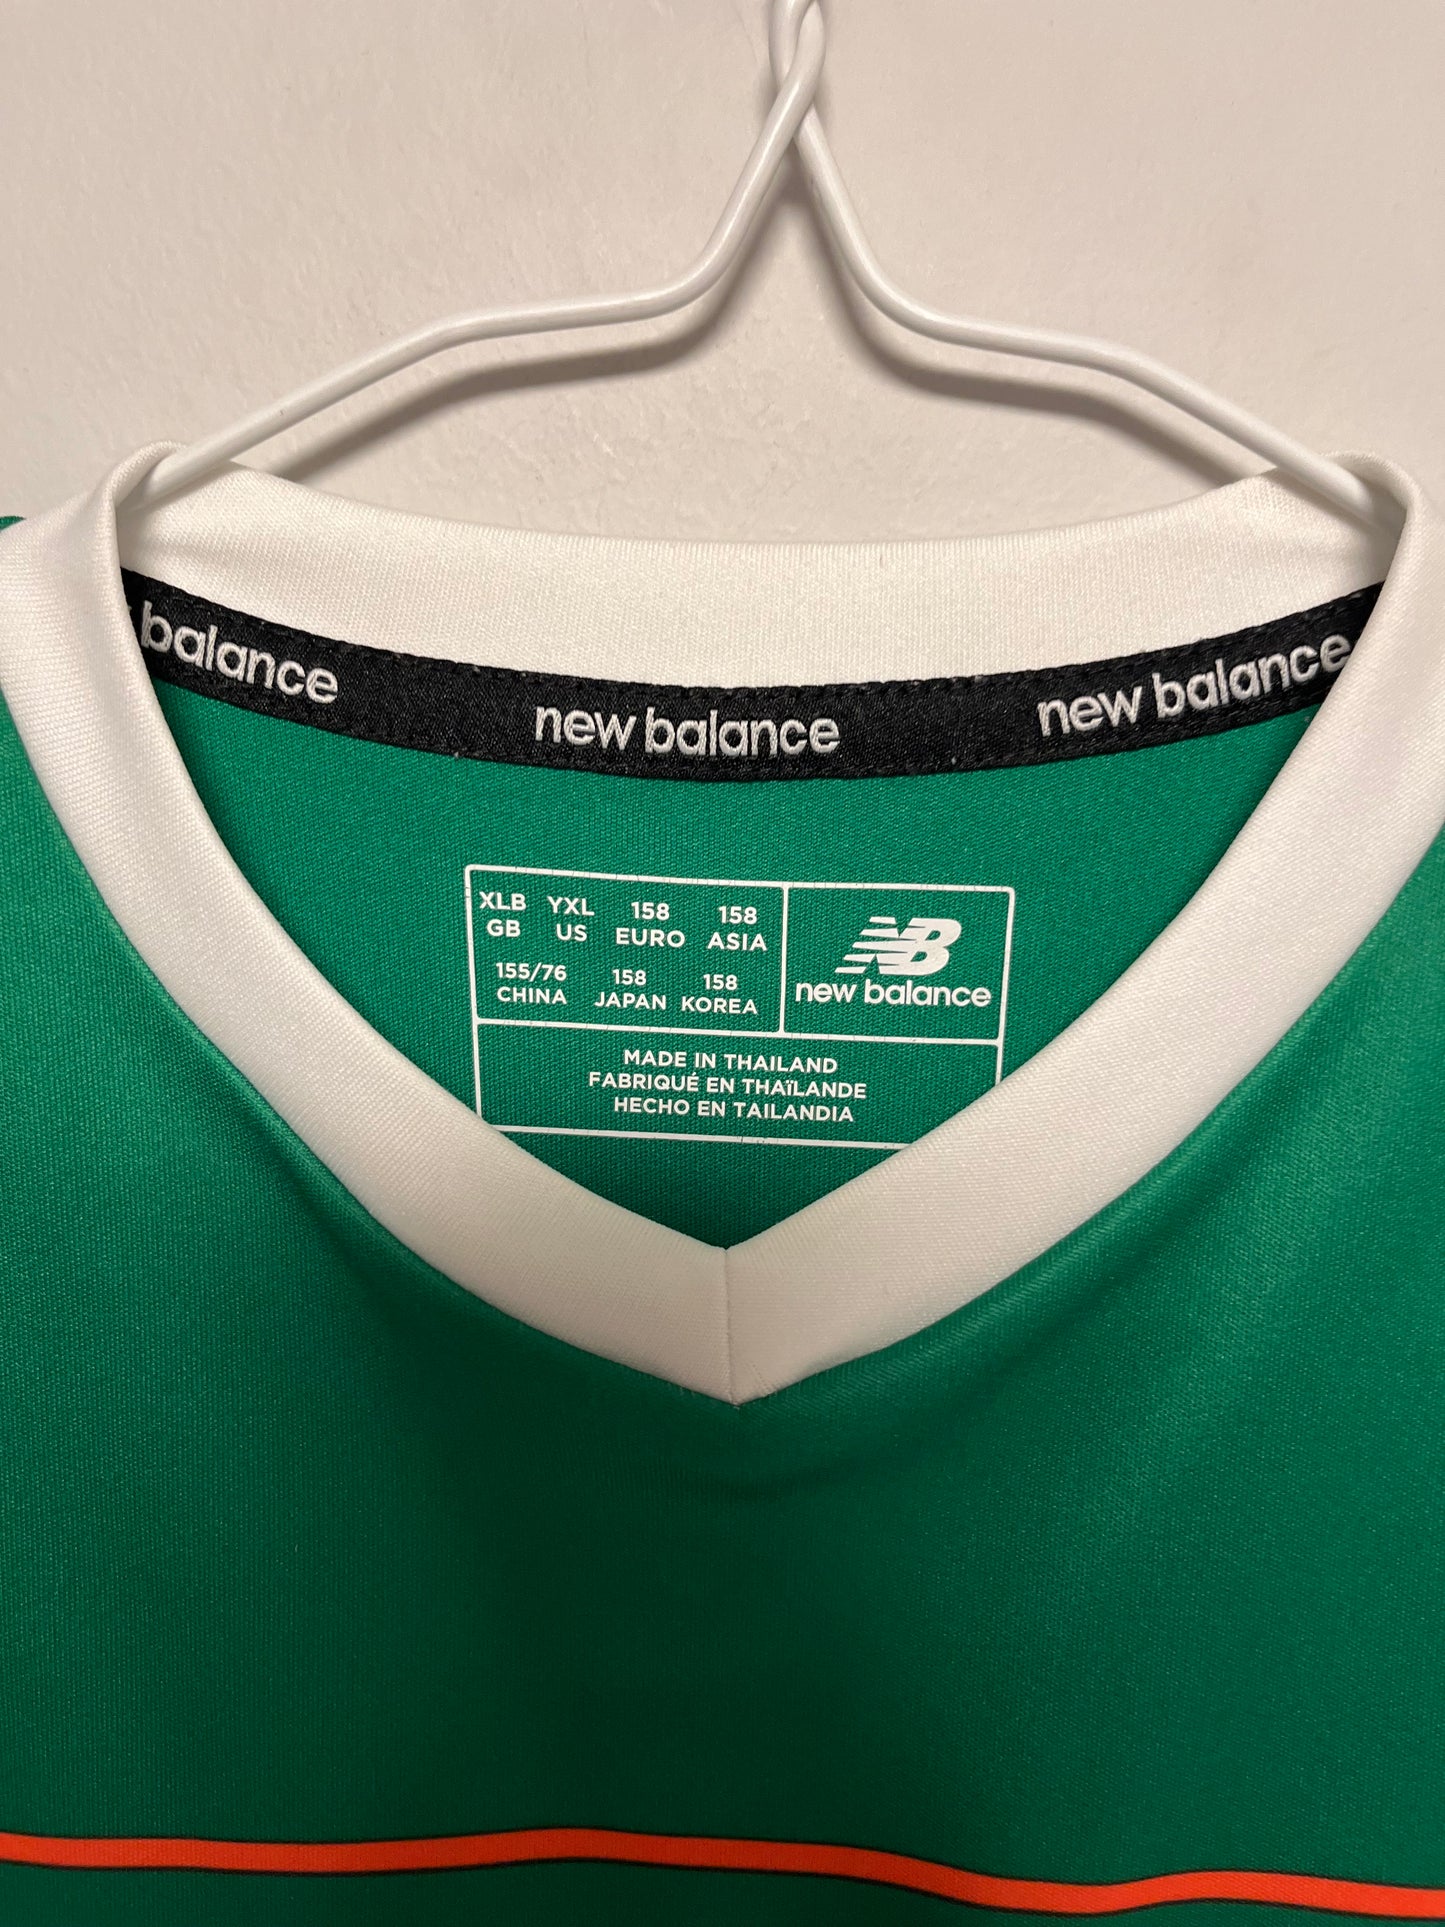 balance
new balance
new balance
XLB YXL 158 158
GB US EURO ASIA
155/76 158 158
CHINA JAPAN KOREA
NB
new balance
MADE IN THAILAND
FABRIQUÉ EN THAÏLANDE
HECHO EN TAILANDIA